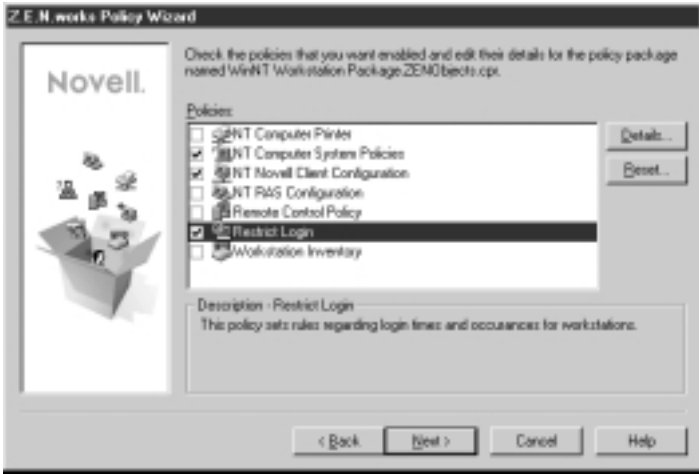 Z.E.N.works Policy Wizard
Novell.
Check the policies that you want enabled and edit their details for the policy package
named WinNT Workstation Package.ZENObjects.cpr.
Policies:
NT Computer Printer
NT Computer System Policies
NT Novell Client Configuration
NT RAS Configuration
Remote Control Policy
Restrict Login
Workstation Inventory
Details...
Reset...
Description - Restrict Login
This policy sets rules regarding login times and occurances for workstations.
< Back
Next >
Cancel
Help